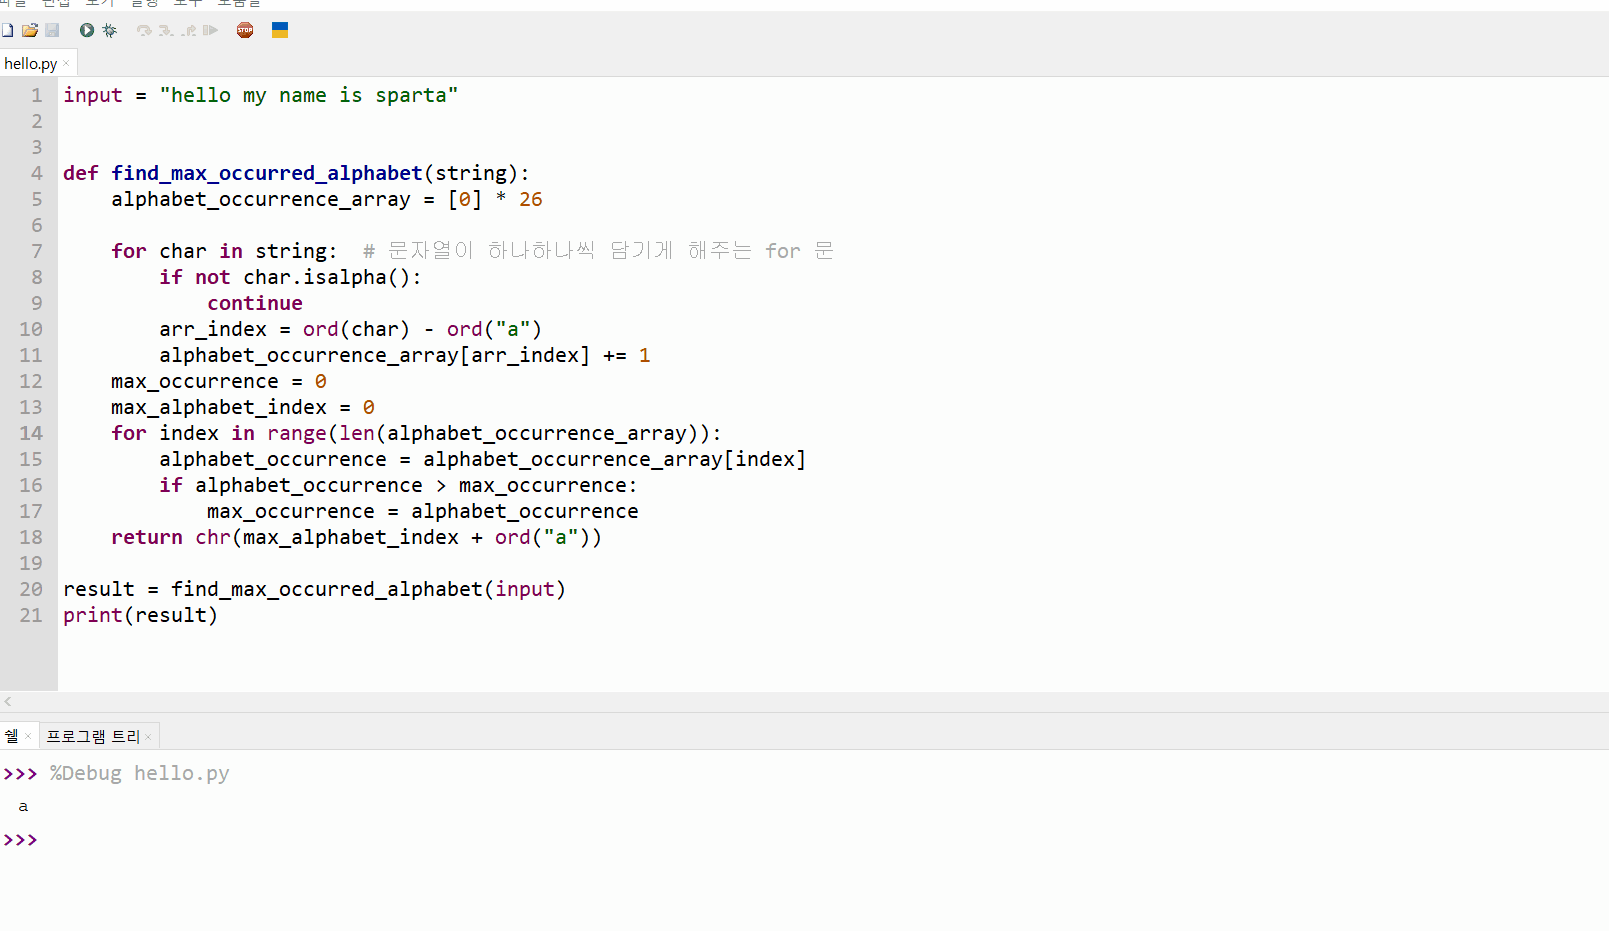 STOP
hello.py
1 input = "hello my name is sparta"
2
3
4 def find_max_occurred_alphabet(string):
5     alphabet_occurrence_array = [0] * 26
6
7     for char in string:  # 문자열이 하나하나씩 담기게 해주는 for 문
8         if not char.isalpha():
9             continue
10         arr_index = ord(char) - ord("a")
11         alphabet_occurrence_array[arr_index] += 1
12     max_occurrence = 0
13     max_alphabet_index = 0
14     for index in range(len(alphabet_occurrence_array)):
15         alphabet_occurrence = alphabet_occurrence_array[index]
16         if alphabet_occurrence > max_occurrence:
17             max_occurrence = alphabet_occurrence
18     return chr(max_alphabet_index + ord("a"))
19
20 result = find_max_occurred_alphabet(input)
21 print(result)
쉘 프로그램 트리
>>> %Debug hello.py
a
>>>